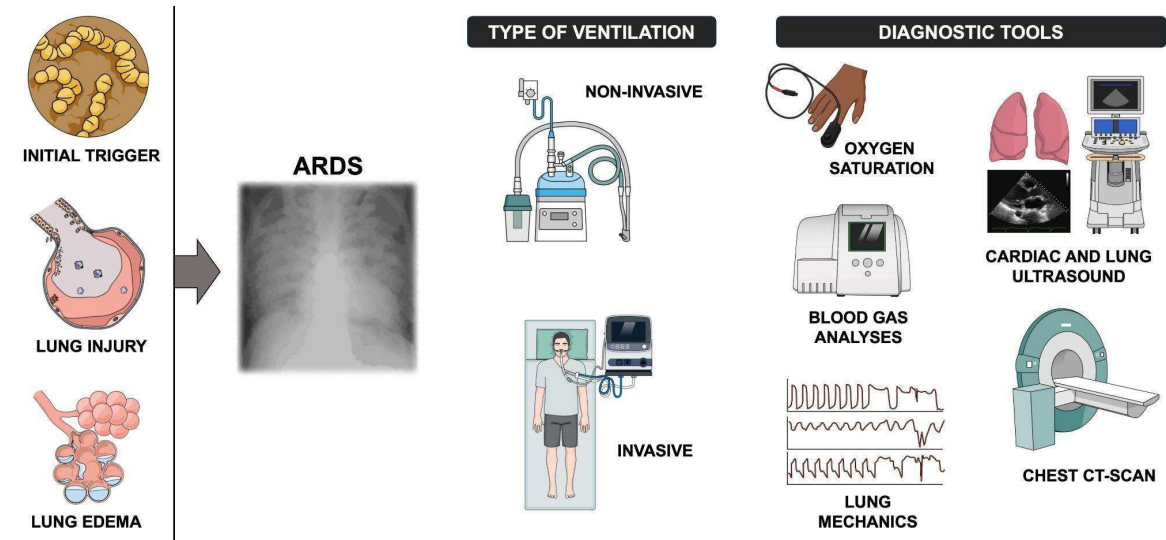 INITIAL TRIGGER
LUNG INJURY
LUNG EDEMA
ARDS
TYPE OF VENTILATION
NON-INVASIVE
INVASIVE
DIAGNOSTIC TOOLS
OXYGEN
SATURATION
BLOOD GAS
ANALYSES
LUNG
MECHANICS
CARDIAC AND LUNG
ULTRASOUND
CHEST CT-SCAN